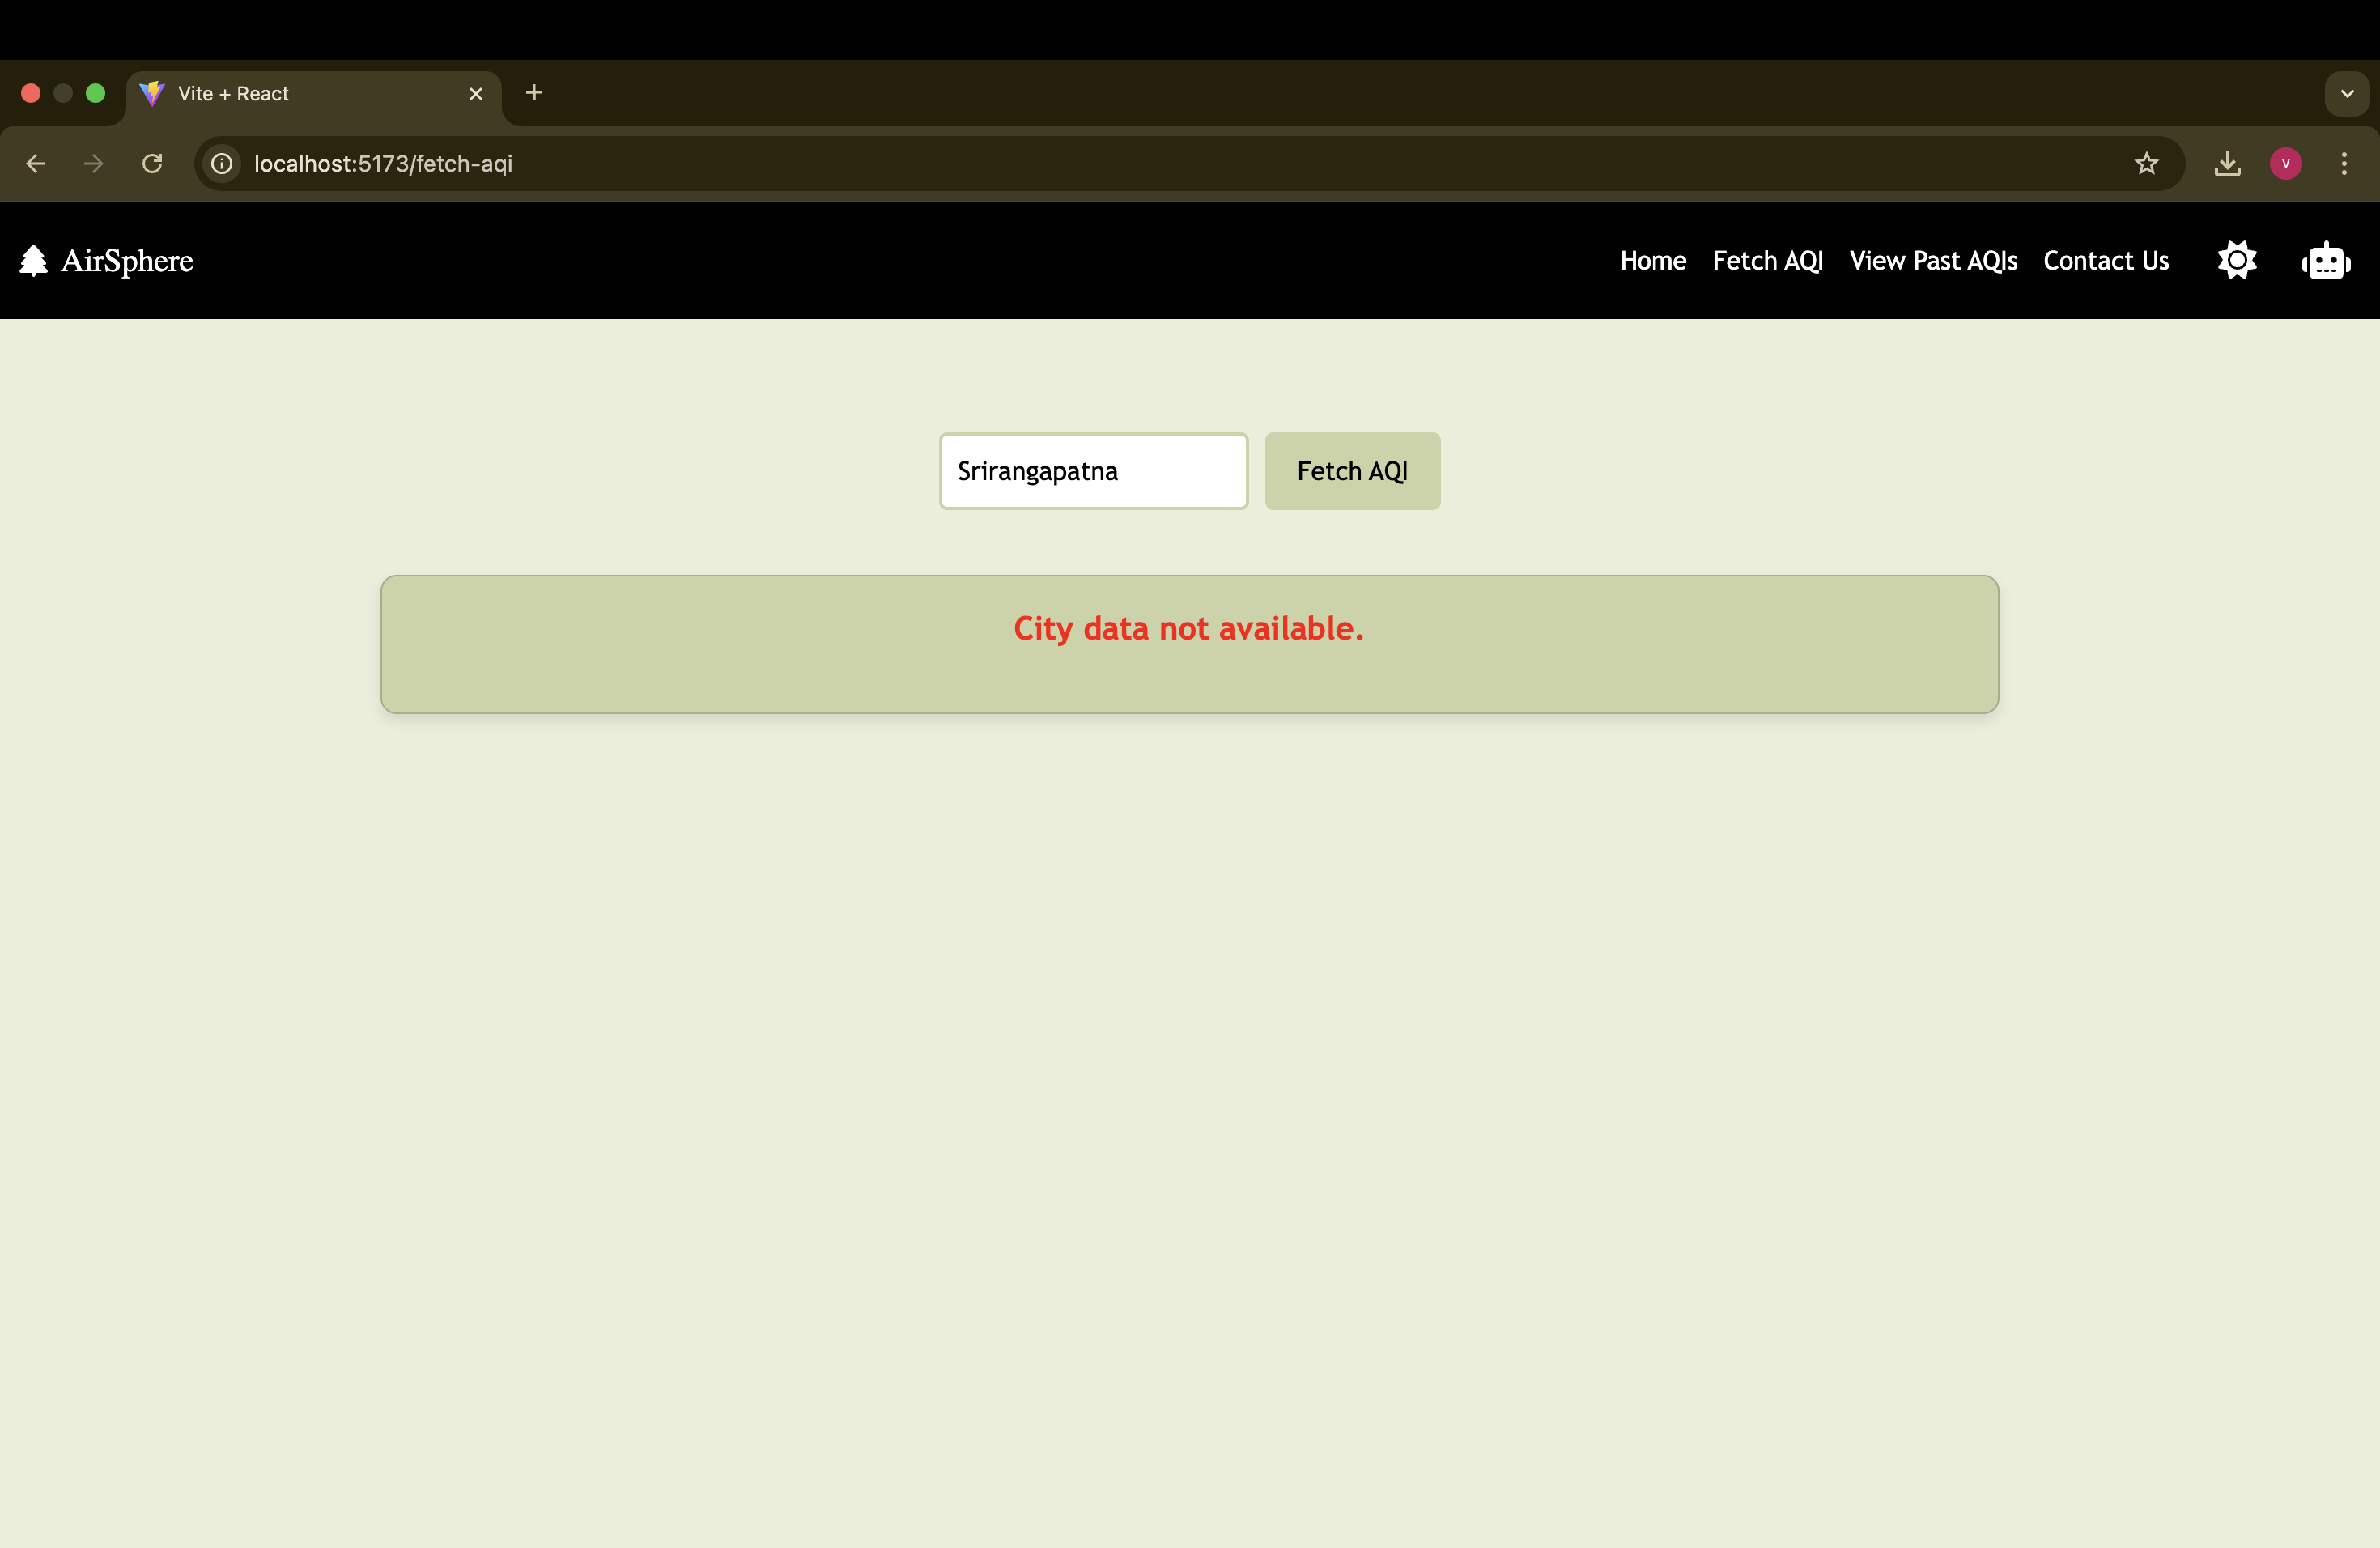 Vite + React
localhost:5173/fetch-aqi
V
AirSphere
Home Fetch AQI View Past AQIs Contact Us
Srirangapatna Fetch AQI
City data not available.